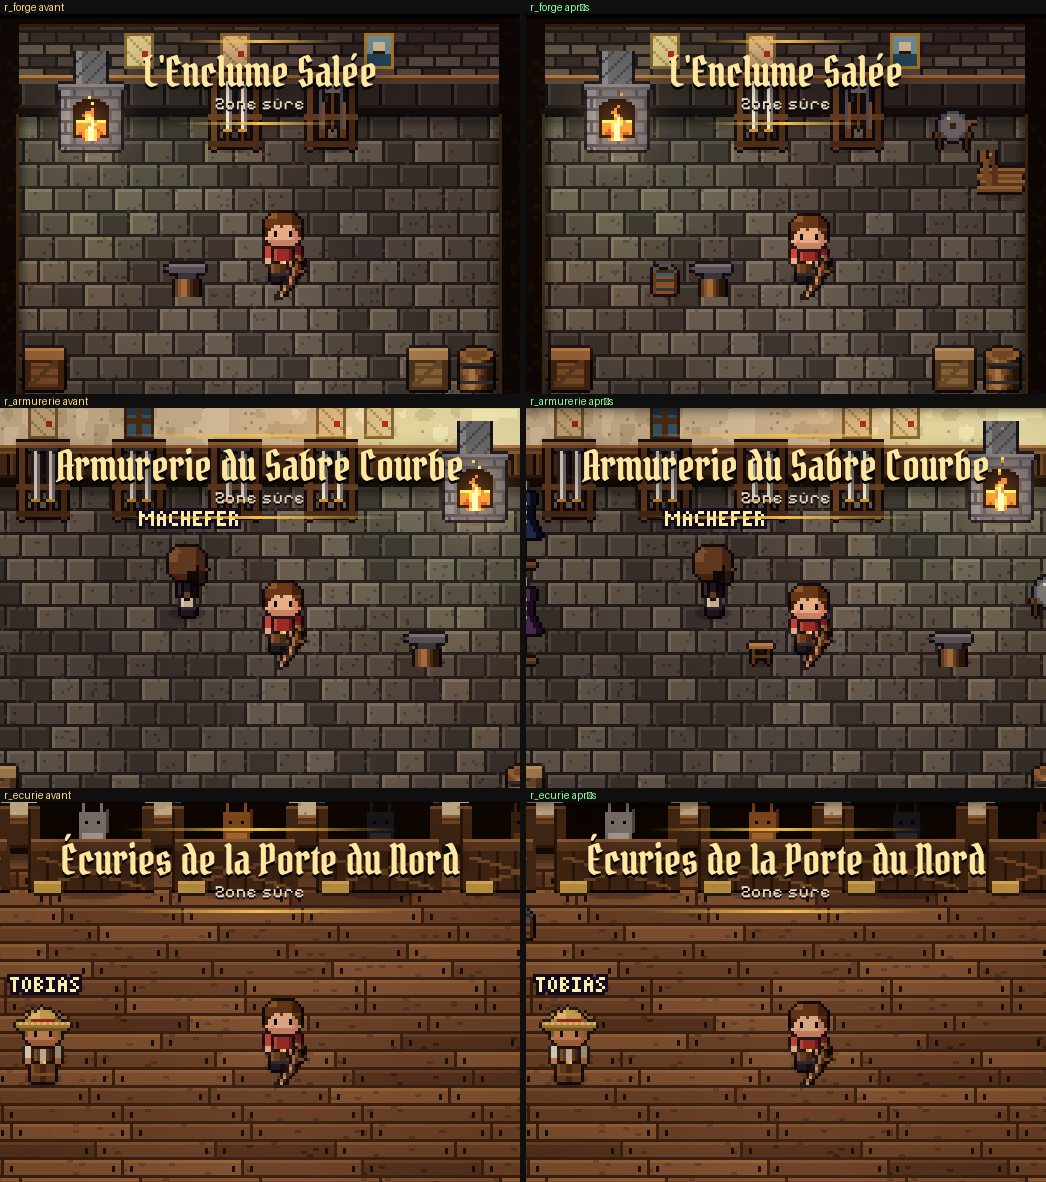 r_forge avant
r_forge apr▯s
L'Enclume Salée
L'Enclume Salée
Zone sûre
Zone sûre
r_armurerie avant
r_armurerie apr▯s
Armurerie du Sabre Courbe
Armurerie du Sabre Courbe
Zone sûre
Zone sûre
MACHEFER
MACHEFER
r_ecurie avant
r_ecurie apr▯s
Écuries de la Porte du Nord
Écuries de la Porte du Nord
Zone sûre
Zone sûre
TOBIAS
TOBIAS